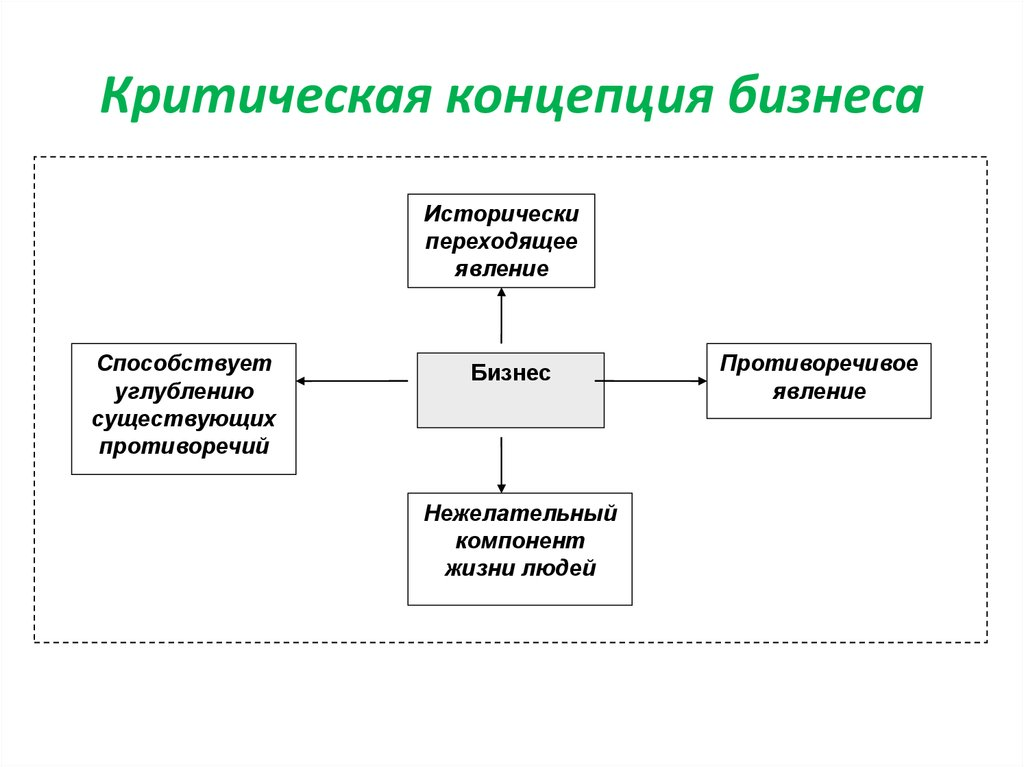 Критическая концепция бизнеса
Исторически
переходящее
явление
Способствует
углублению
существующих
противоречий
Бизнес
Противоречивое
явление
Нежелательный
компонент
жизни людей